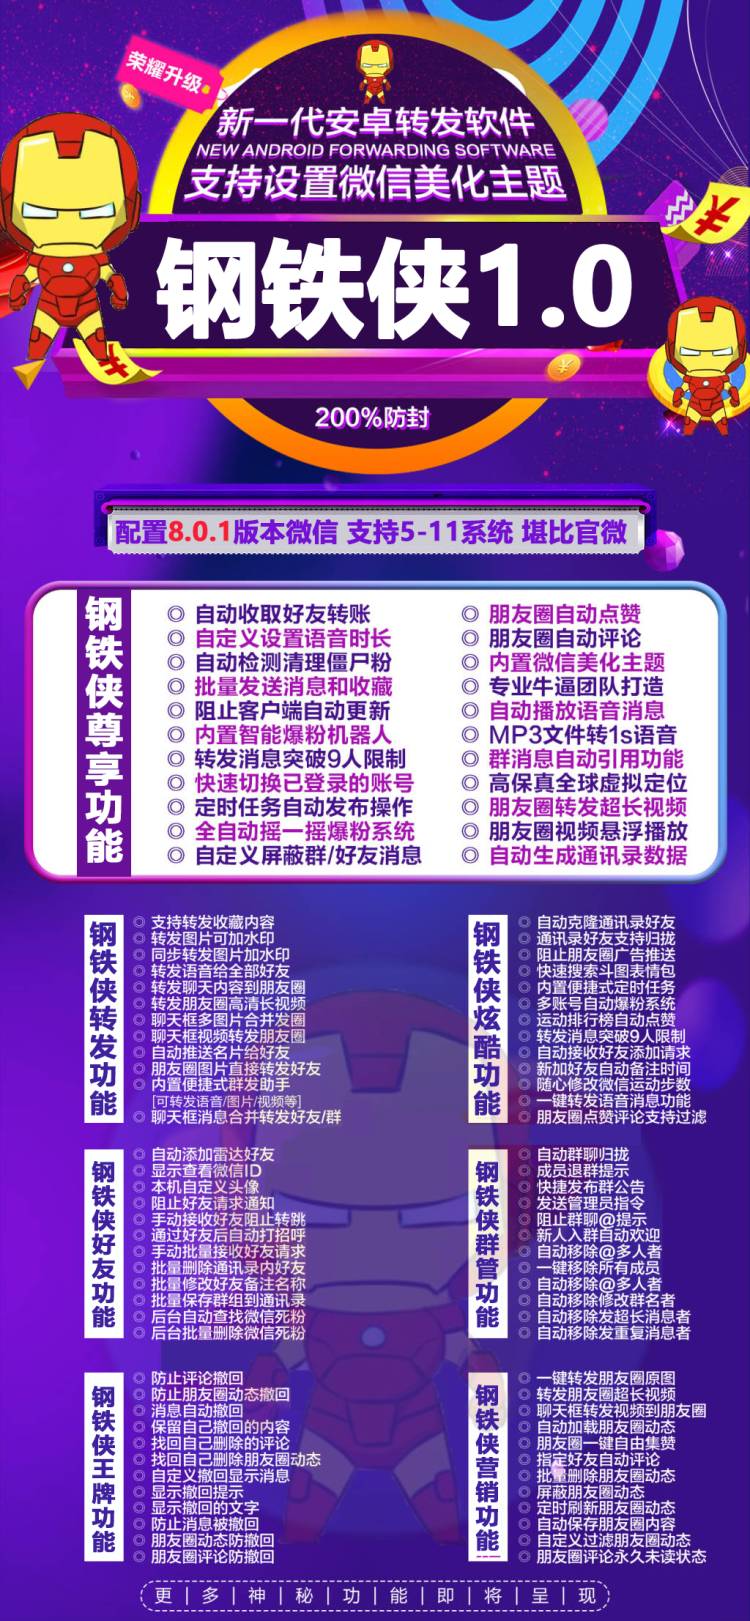 荣耀升级
新一代安卓转发软件
NEW ANDROID FORWARDING SOFTWARE
支持设置微信美化主题
钢铁侠1.0
200%防封
配置8.0.1版本微信 支持5-11系统 堪比官微
钢铁侠尊享功能
◎ 自动收取好友转账
◎ 自定义设置语音时长
◎ 自动检测清理僵尸粉
◎ 批量发送消息和收藏
◎ 阻止客户端自动更新
◎ 内置智能爆粉机器人
◎ 转发消息突破9人限制
◎ 快速切换已登录的账号
◎ 定时任务自动发布操作
◎ 全自动摇一摇爆粉系统
◎ 自定义屏蔽群/好友消息
◎ 朋友圈自动点赞
◎ 朋友圈自动评论
◎ 内置微信美化主题
◎ 专业牛逼团队打造
◎ 自动播放语音消息
◎ MP3文件转1s语音
◎ 群消息自动引用功能
◎ 高保真全球虚拟定位
◎ 朋友圈转发超长视频
◎ 朋友圈视频悬浮播放
◎ 自动生成通讯录数据
钢铁侠转发功能
◎ 支持转发收藏内容
◎ 转发图片可加水印
◎ 同步转发图片加水印
◎ 转发语音给全部好友
◎ 转发聊天内容到朋友圈
◎ 转发朋友圈高清长视频
◎ 聊天框多图片合并发圈
◎ 聊天框视频转发朋友圈
◎ 自动推送名片给好友
◎ 朋友圈图片直接转发好友
◎ 内置便捷式群发助手
[可转发语音/图片/视频等]
◎ 聊天框消息合并转发好友/群
钢铁侠炫酷功能
◎ 自动克隆通讯录好友
◎ 通讯录好友支持归拢
◎ 阻止朋友圈广告推送
◎ 快速搜索斗图表情包
◎ 内置便捷式定时任务
◎ 多账号自动爆粉系统
◎ 运动排行榜自动点赞
◎ 转发消息突破9人限制
◎ 自动接收好友添加请求
◎ 新加好友自动备注时间
◎ 随心修改微信运动步数
◎ 一键转发语音消息功能
◎ 朋友圈点赞评论支持过滤
钢铁侠好友功能
◎ 自动添加雷达好友
◎ 显示查看微信ID
◎ 本机自定义头像
◎ 阻止好友请求通知
◎ 手动接收好友阻止转跳
◎ 通过好友后自动打招呼
◎ 手动批量接收好友请求
◎ 批量删除通讯录内好友
◎ 批量修改好友备注名称
◎ 批量保存群组到通讯录
◎ 后台自动查找微信死粉
◎ 后台批量删除微信死粉
钢铁侠群管功能
◎ 自动群聊归拢
◎ 成员退群提示
◎ 快捷发布群公告
◎ 发送管理员指令
◎ 阻止群聊@提示
◎ 新人入群自动欢迎
◎ 自动移除@多人者
◎ 一键移除所有成员
◎ 自动移除@多人者
◎ 自动移除修改群名者
◎ 自动移除发超长消息者
◎ 自动移除发重复消息者
钢铁侠王牌功能
◎ 防止评论撤回
◎ 防止朋友圈动态撤回
◎ 消息自动撤回
◎ 保留自己撤回的内容
◎ 找回自己删除的评论
◎ 找回自己删除朋友圈动态
◎ 自定义撤回显示消息
◎ 显示撤回提示
◎ 显示撤回的文字
◎ 防止消息被撤回
◎ 朋友圈动态防撤回
◎ 朋友圈评论防撤回
钢铁侠营销功能
◎ 一键转发朋友圈原图
◎ 转发朋友圈超长视频
◎ 聊天框转发视频到朋友圈
◎ 自动加载朋友圈动态
◎ 朋友圈一键自由集赞
◎ 指定好友自动评论
◎ 批量删除朋友圈动态
◎ 屏蔽朋友圈动态
◎ 定时刷新朋友圈动态
◎ 自动保存朋友圈内容
◎ 自定义过滤朋友圈动态
◎ 朋友圈评论永久未读状态
更|多|神|秘|功|能|即|将|呈|现